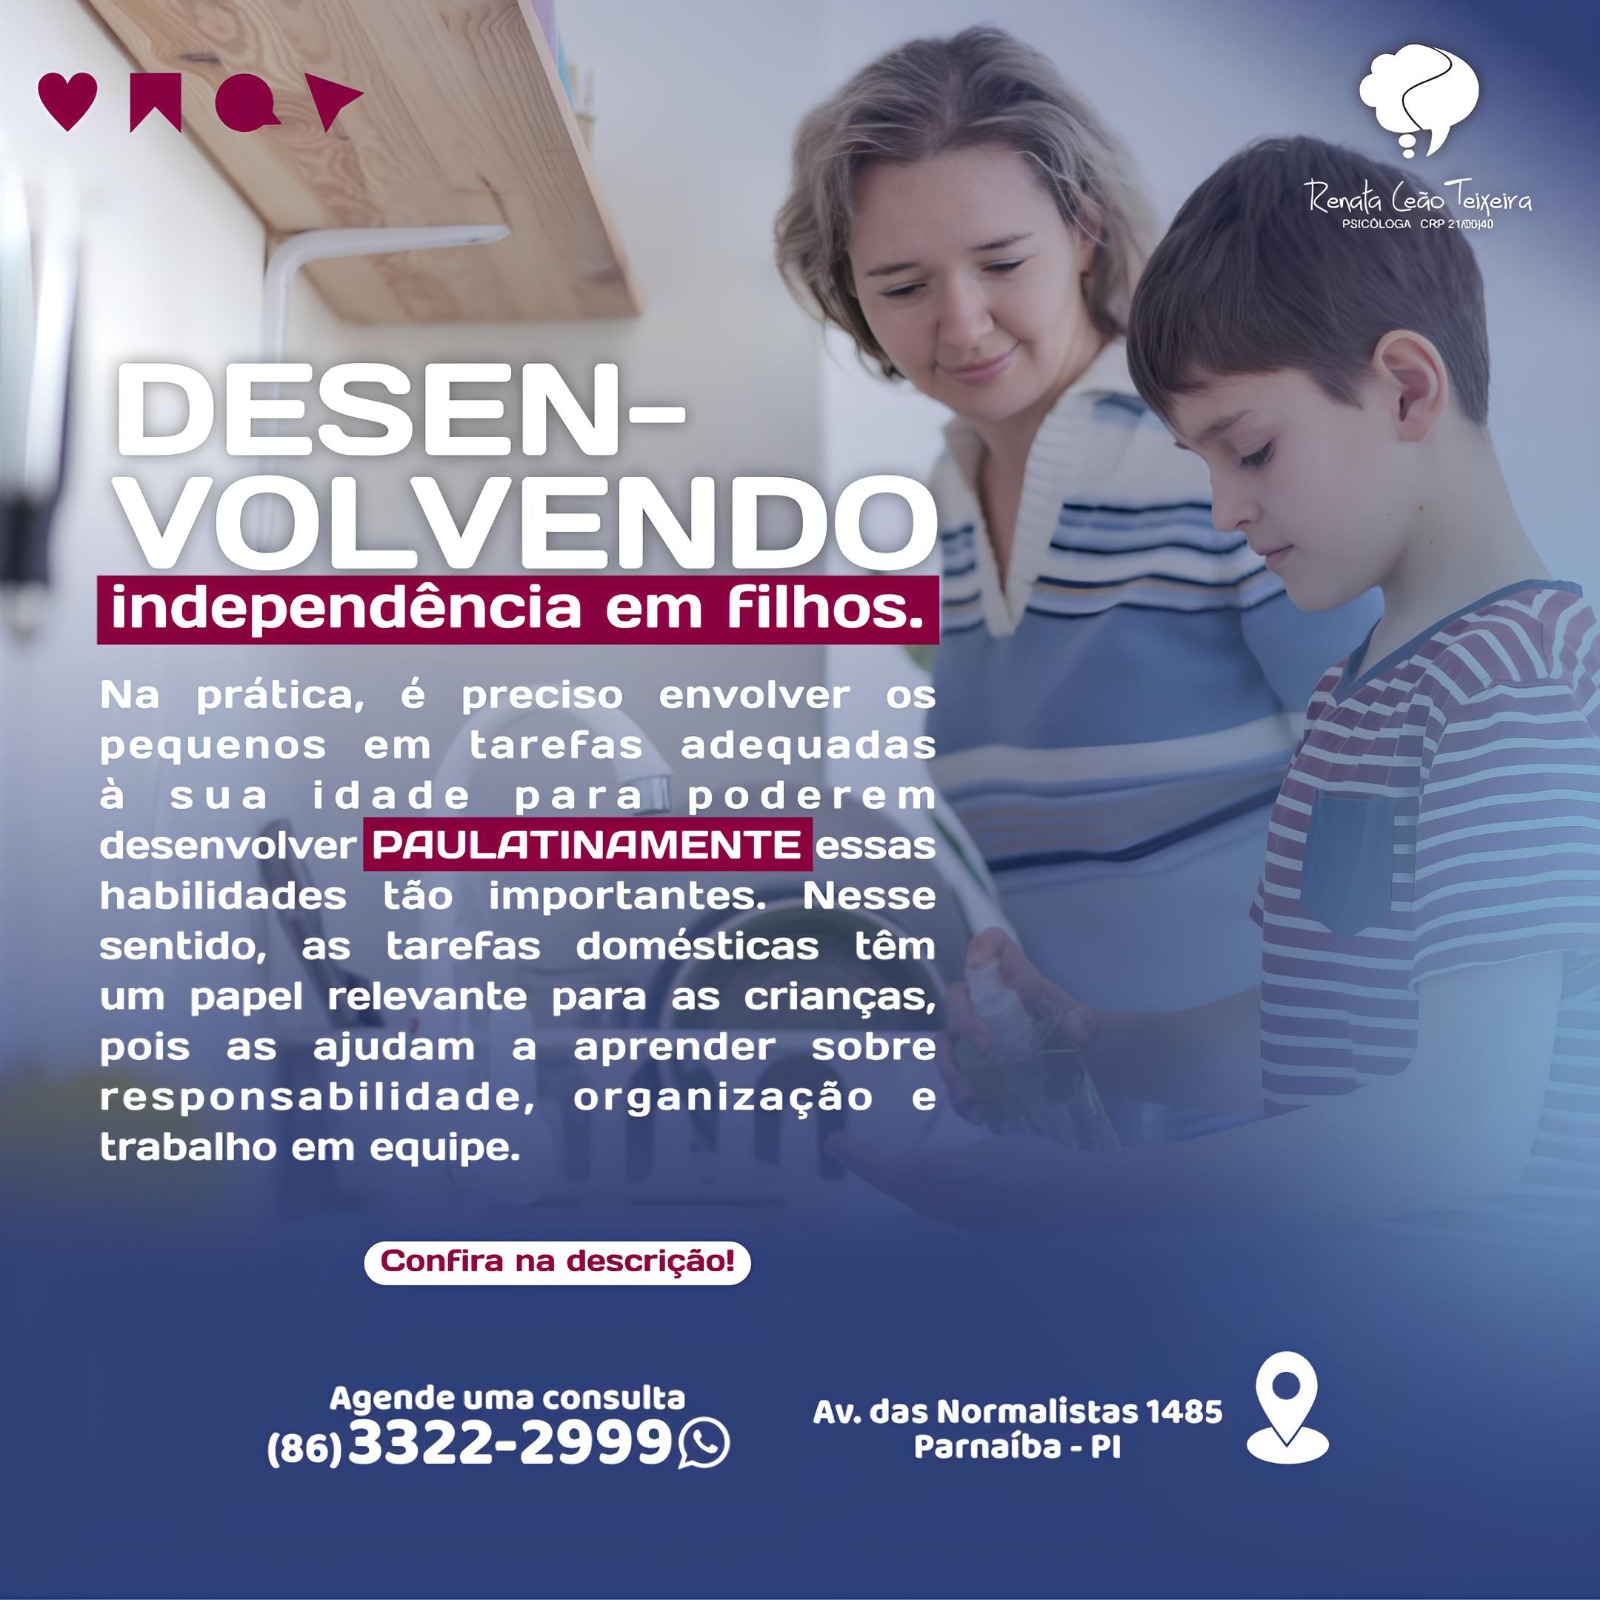 Renata Leão Teixeira
PSICÓLOGA CRP
DESEN-
VOLVENDO
independência em filhos.
Na prática, é preciso envolver os
pequenos em tarefas adequadas
à sua idade para poderem
desenvolver PAULATINAMENTE essas
habilidades tão importantes. Nesse
sentido, as tarefas domésticas têm
um papel relevante para as crianças,
pois as ajudam a aprender sobre
responsabilidade, organização e
trabalho em equipe.
Confira na descrição!
Agende uma consulta
(86) 3322-2999
Av. das Normalistas 1485
Parnaíba - PI